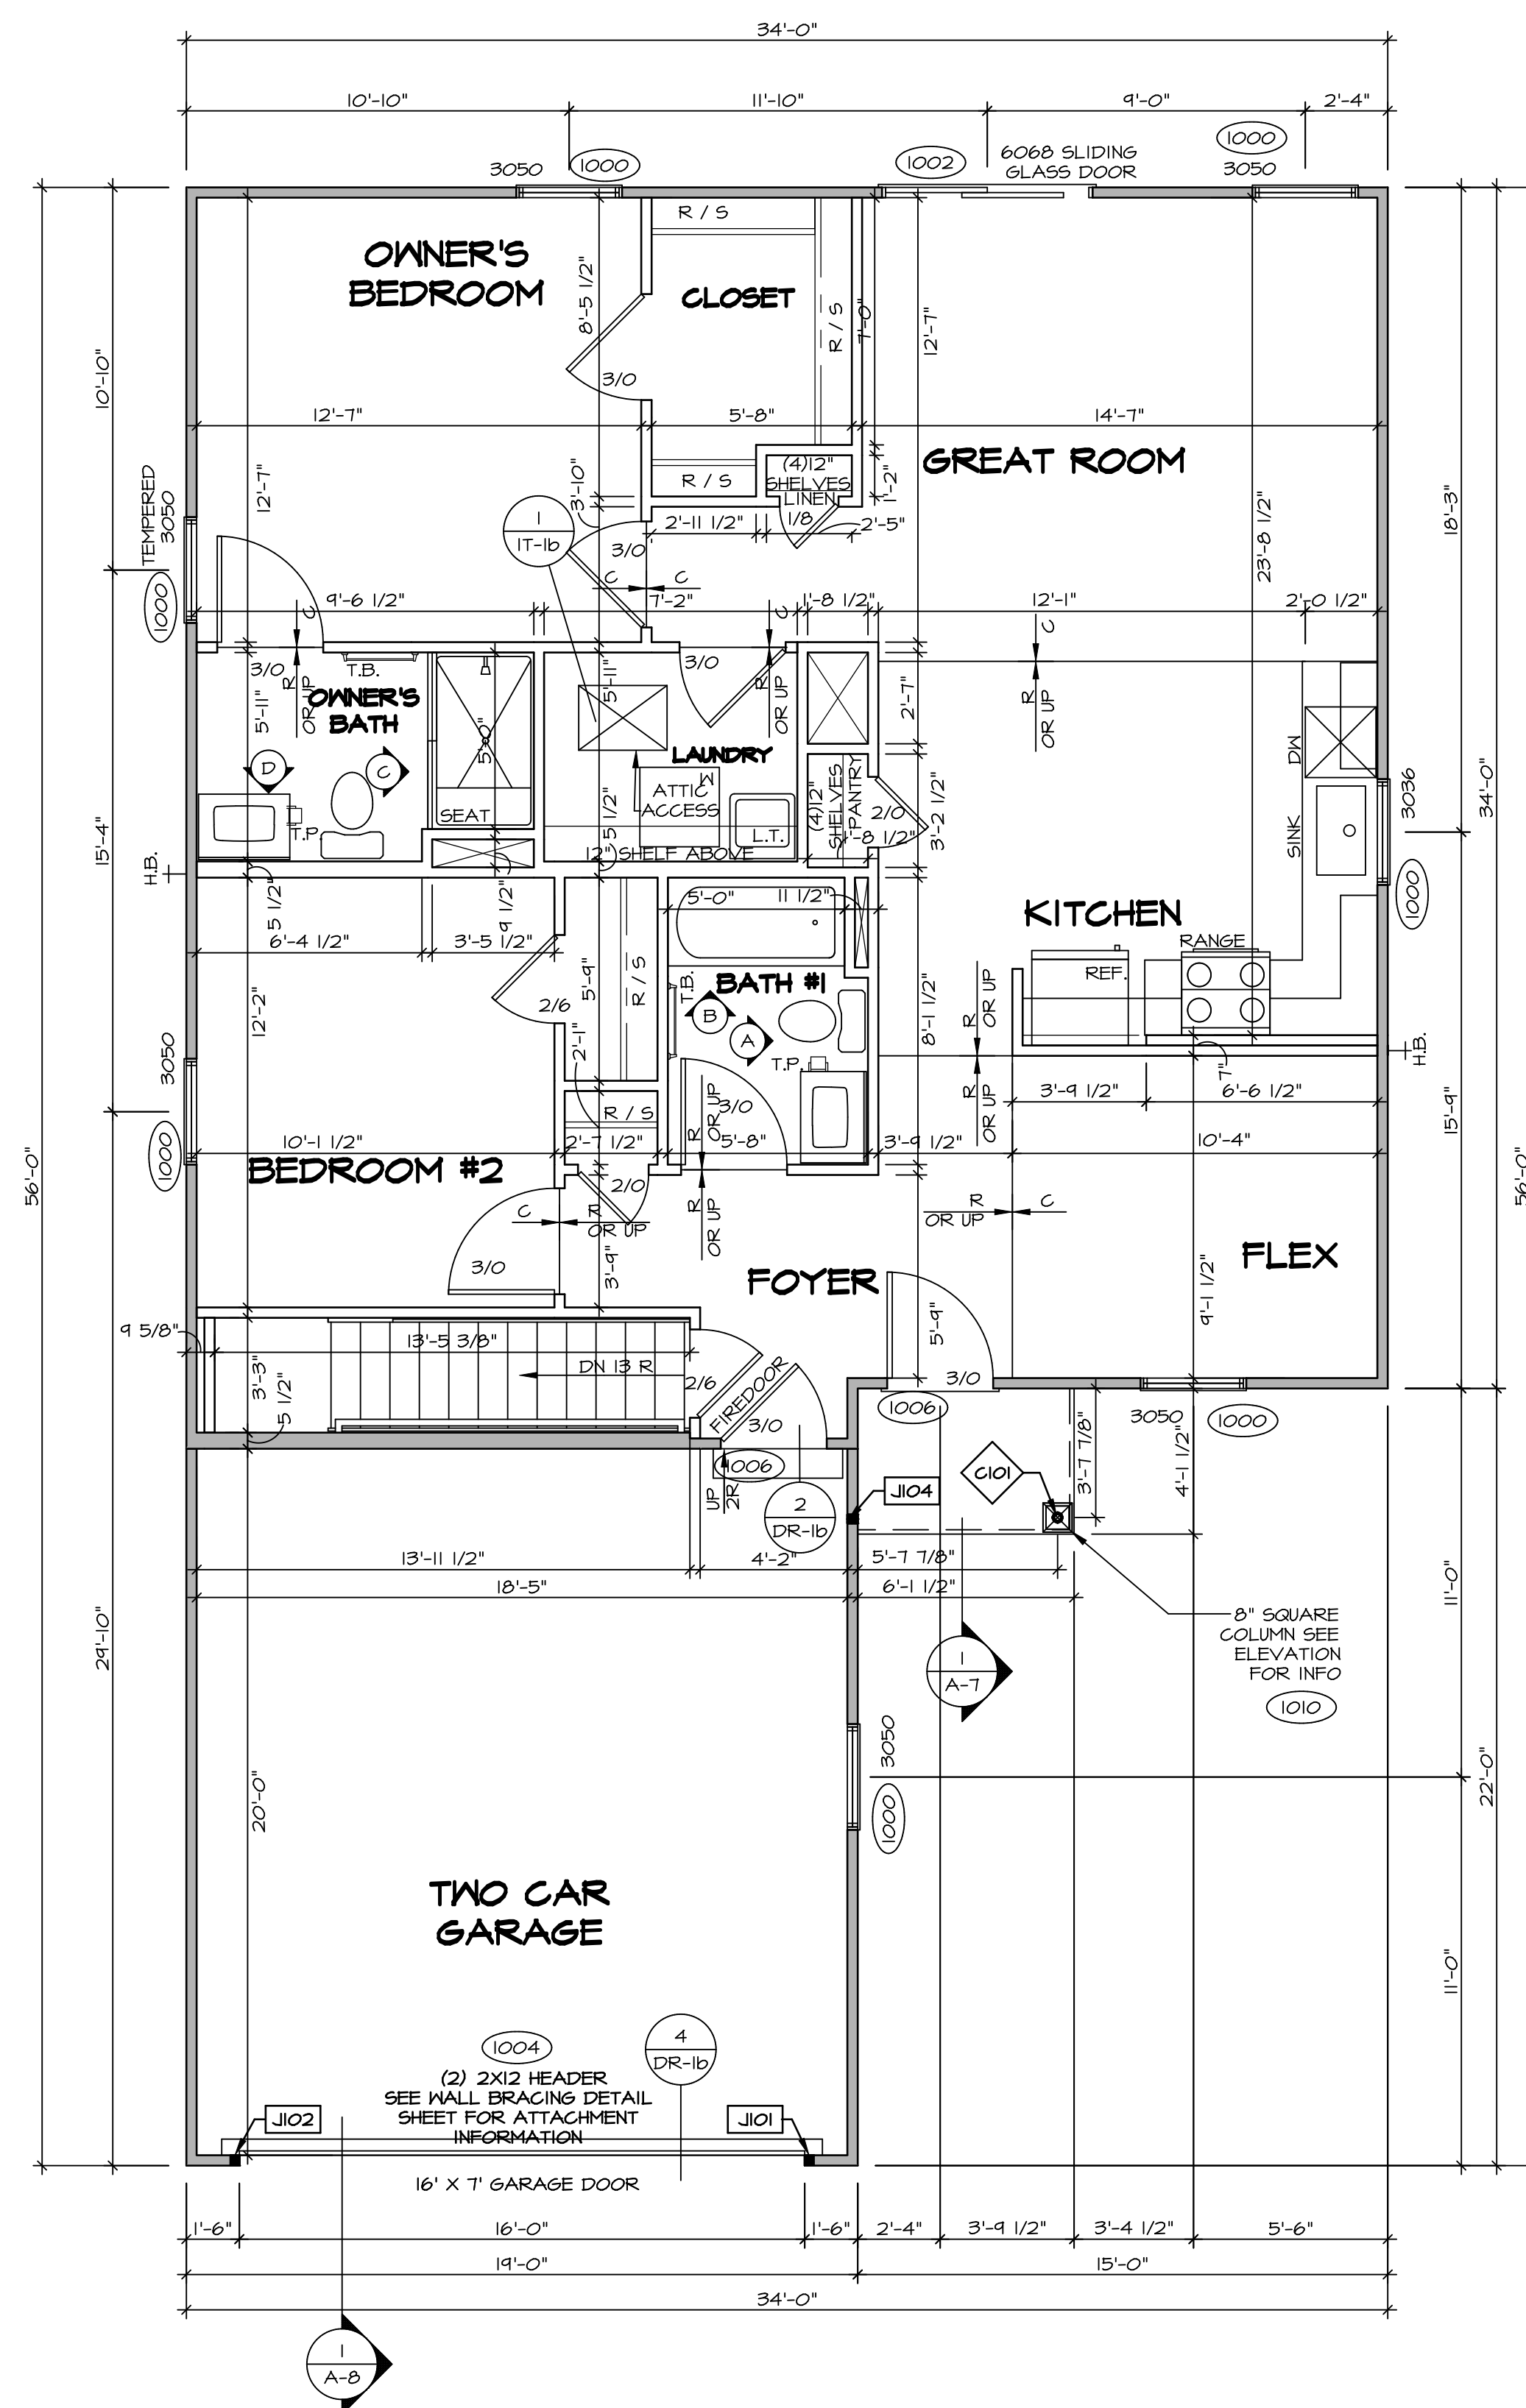 34'-0"
10'-10"
11'-10"
9'-0"
2'-4"
3050
1000
1002
6068 SLIDING
GLASS DOOR
1000
3050
R / S
OWNER'S
BEDROOM
CLOSET
8'-5 1/2"
R / S
7'-0"
12'-7"
10'-10"
18'-3"
34'-0"
3/0
12'-7"
5'-8"
14'-7"
GREAT ROOM
TEMPERED
3050
12'-7"
3'-10"
R / S
(4)12"
SHELVES
LINEN
1'-2"
1/8
2'-5"
2'-11 1/2"
23'-8 1/2"
1
IT-1b
3/0
C
C
1000
9'-6 1/2"
7'-2"
1'-8 1/2"
12'-1"
2'-0 1/2"
C
C
C
3/0
T.B.
R
OR UP
5'-11"
OWNER'S
BATH
5'-11"
3/0
R
OR UP
2'-7"
R
OR UP
D
C
5'-0"
LAUNDRY
W
ATTIC
ACCESS
(4)12"
SHELVES
PANTRY
2/0
3'-2 1/2"
DW
3036
SEAT
T.P.
5 1/2"
L.T.
1'-8 1/2"
SINK
12" SHELF ABOVE
15'-4"
H.B.
5 1/2"
9 1/2"
5'-0"
11 1/2"
1000
KITCHEN
6'-4 1/2"
3'-5 1/2"
RANGE
REF.
12'-2"
5'-9"
R / S
2/6
T.B.
BATH #1
B
A
T.P.
8'-1 1/2"
R
OR UP
R
OR UP
H.B.
3050
2'-1"
7"
3'-9 1/2"
6'-6 1/2"
3/0
R
OR UP
R / S
15'-9"
10'-1 1/2"
2'-7 1/2"
5'-8"
3'-9 1/2"
10'-4"
1000
BEDROOM #2
56'-0"
56'-0"
2/0
C
R
OR UP
R
OR UP
R
OR UP
C
3/0
3'-9"
FOYER
FLEX
9'-1 1/2"
5'-9"
9 5/8"
13'-5 3/8"
DN 13 R
3'-3"
5 1/2"
2/6
FIREDOOR
3/0
3/0
1006
3050
1000
1006
UP
2R
2
DR-1b
J104
C101
3'-7 7/8"
4'-1 1/2"
13'-11 1/2"
4'-2"
5'-7 7/8"
18'-5"
6'-1 1/2"
11'-0"
29'-10"
8" SQUARE
COLUMN SEE
ELEVATION
FOR INFO
1010
1
A-7
3050
1000
20'-0"
22'-0"
TWO CAR
GARAGE
11'-0"
1004
4
DR-1b
(2) 2X12 HEADER
SEE WALL BRACING DETAIL
SHEET FOR ATTACHMENT
INFORMATION
J102
J101
16' X 7' GARAGE DOOR
1'-6"
16'-0"
1'-6"
2'-4"
3'-9 1/2"
3'-4 1/2"
5'-6"
19'-0"
15'-0"
34'-0"
1
A-8